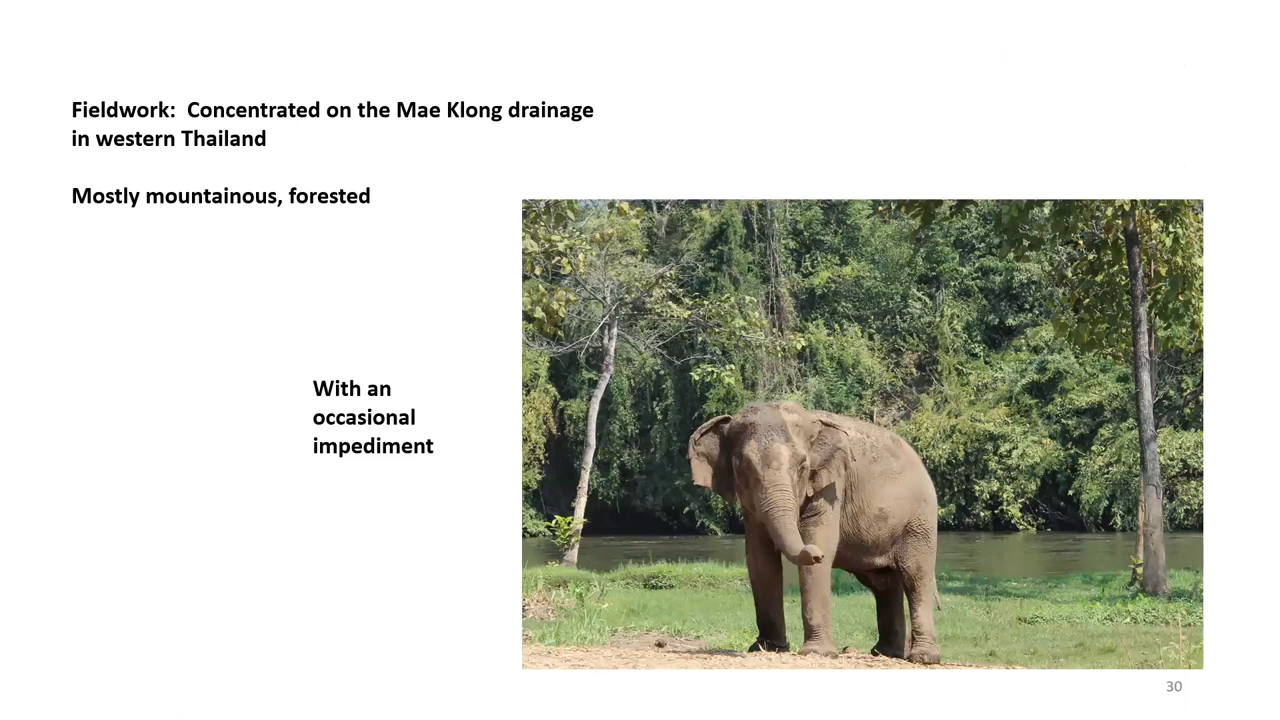 Fieldwork:  Concentrated on the Mae Klong drainage
in western Thailand
Mostly mountainous, forested
With an
occasional
impediment
30